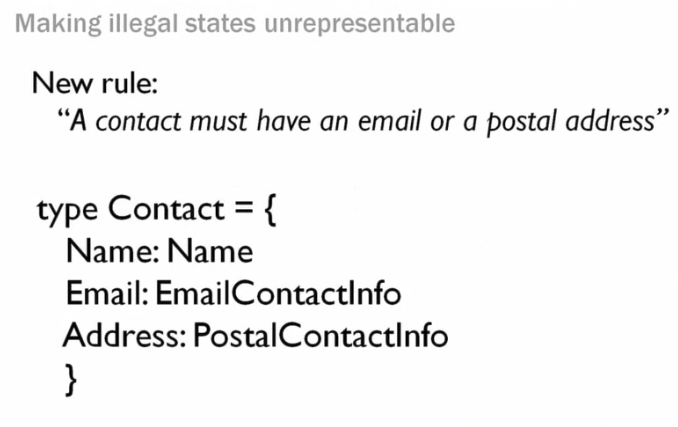 Making illegal states unrepresentable
New rule:
“A contact must have an email or a postal address”
type Contact = {
Name: Name
Email: EmailContactInfo
Address: PostalContactInfo
}